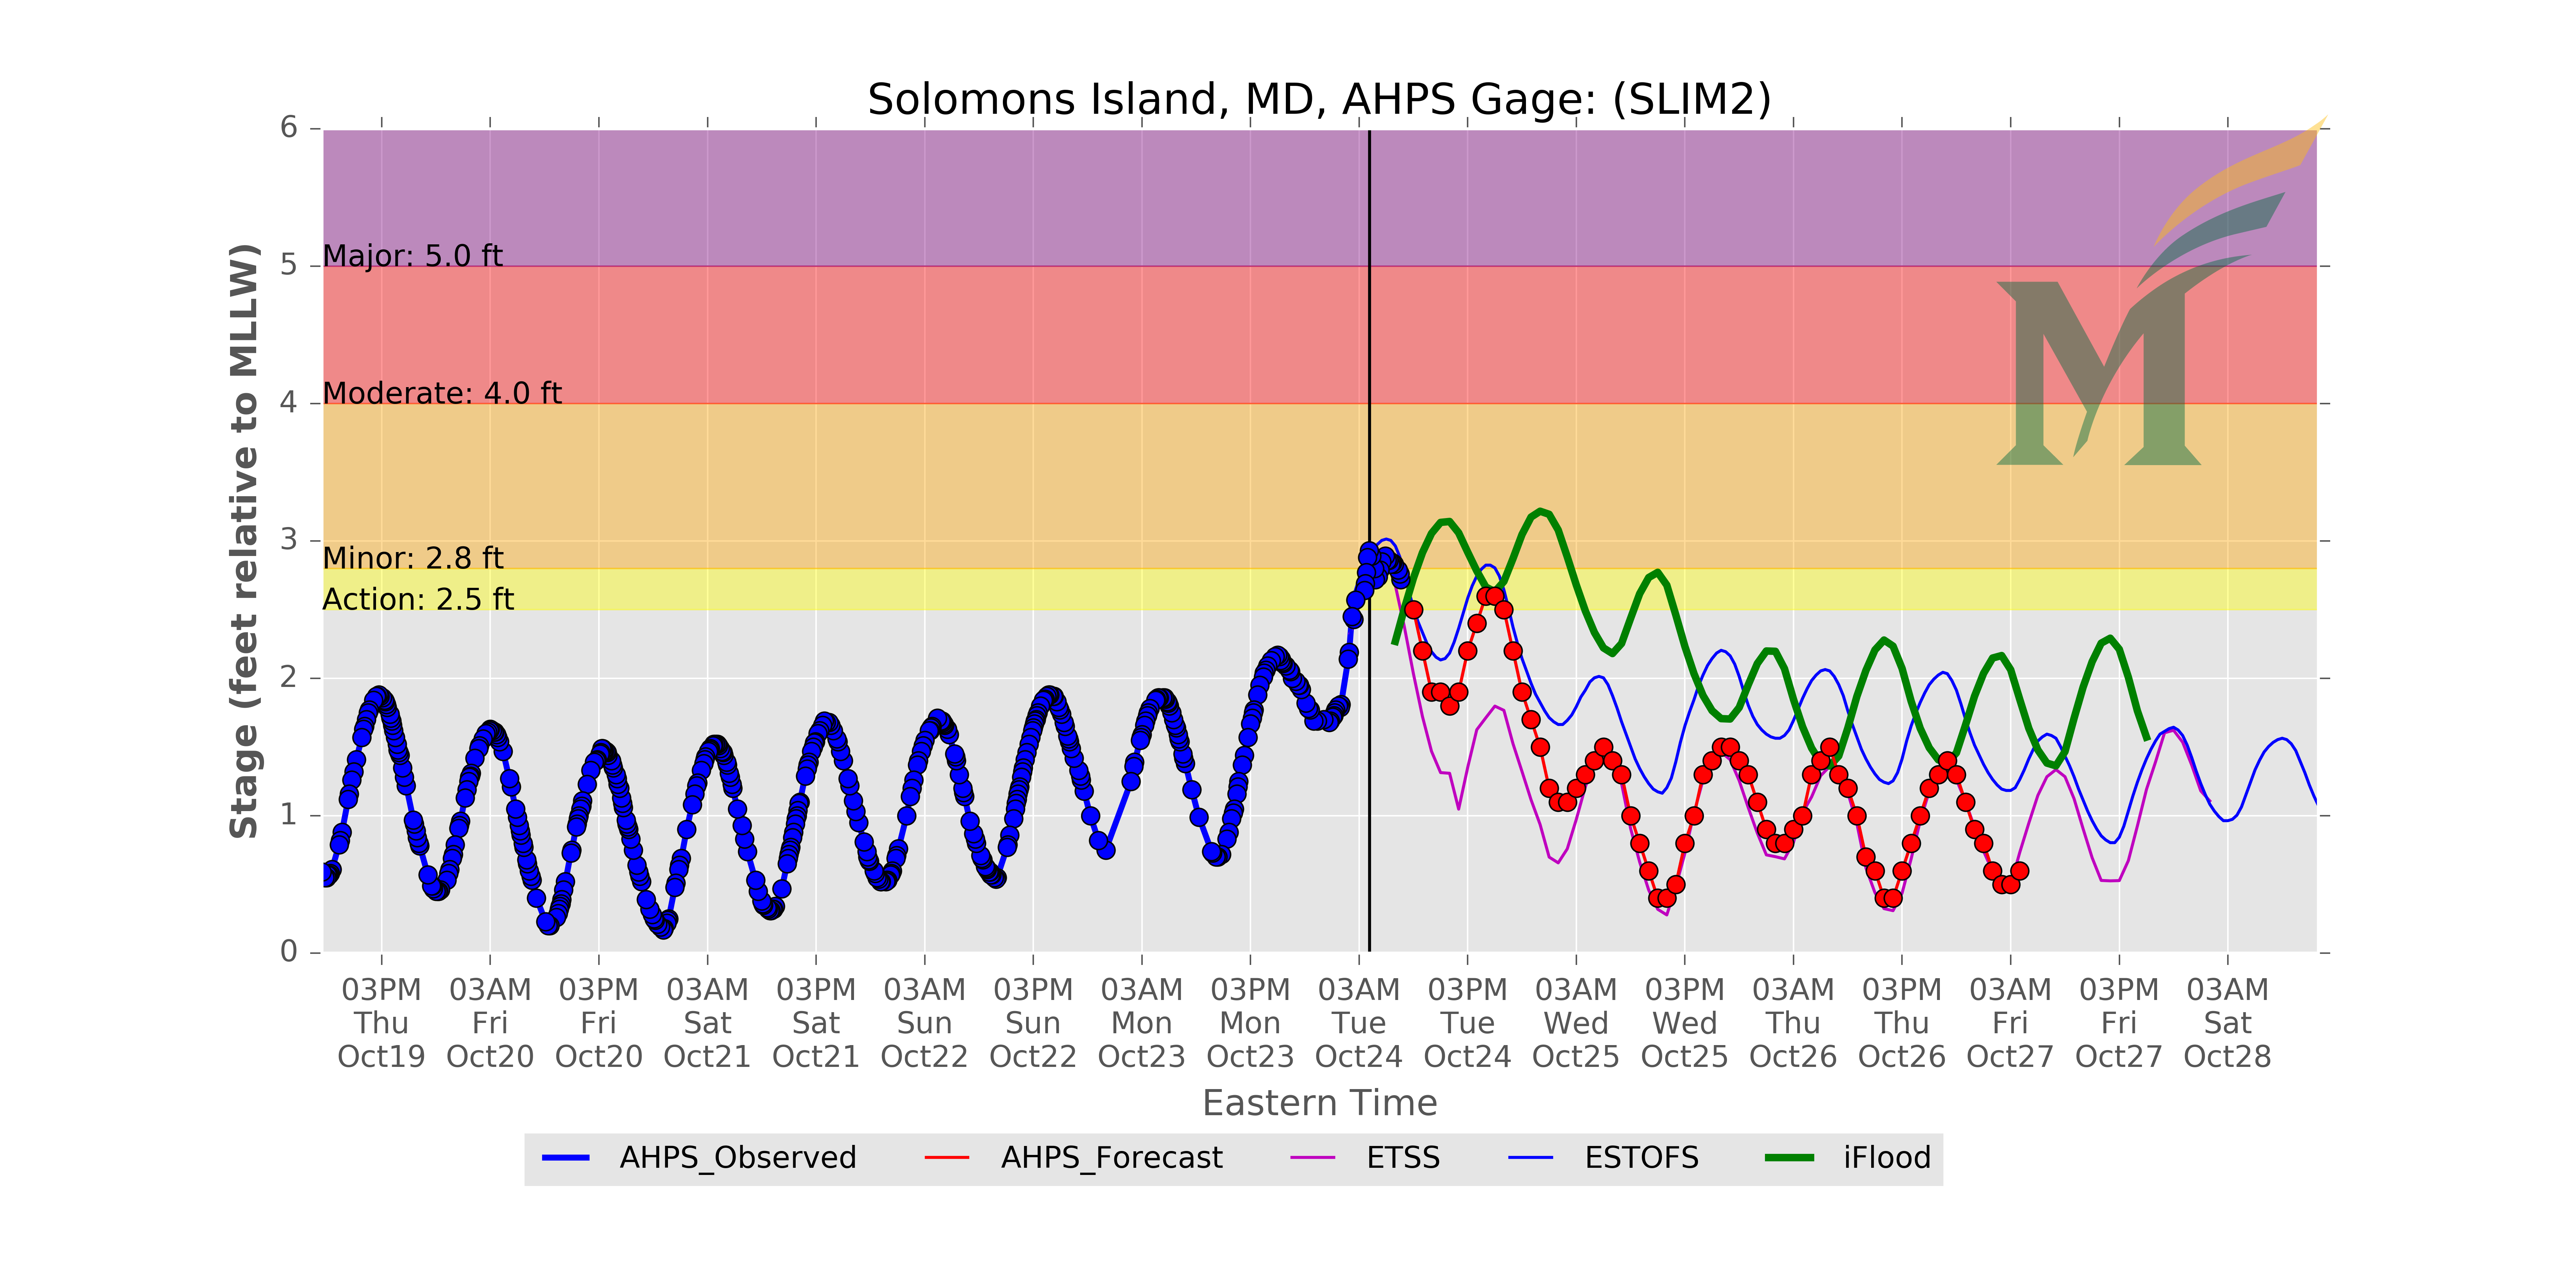 Solomons Island, MD, AHPS Gage: (SLIM2)
Stage (feet relative to MLLW)
6
5
4
3
2
1
0
Major: 5.0 ft
Moderate: 4.0 ft
Minor: 2.8 ft
Action: 2.5 ft
M
03PM 03AM 03PM 03AM 03PM 03AM 03PM 03AM 03PM 03AM 03PM 03AM 03PM 03AM 03PM 03AM 03PM 03AM
Thu Fri Fri Sat Sat Sun Sun Mon Mon Tue Tue Wed Wed Thu Thu Fri Fri Sat
Oct19 Oct20 Oct20 Oct21 Oct21 Oct22 Oct22 Oct23 Oct23 Oct24 Oct24 Oct25 Oct25 Oct26 Oct26 Oct27 Oct27 Oct28
Eastern Time
AHPS_Observed AHPS_Forecast ETSS ESTOFS iFlood